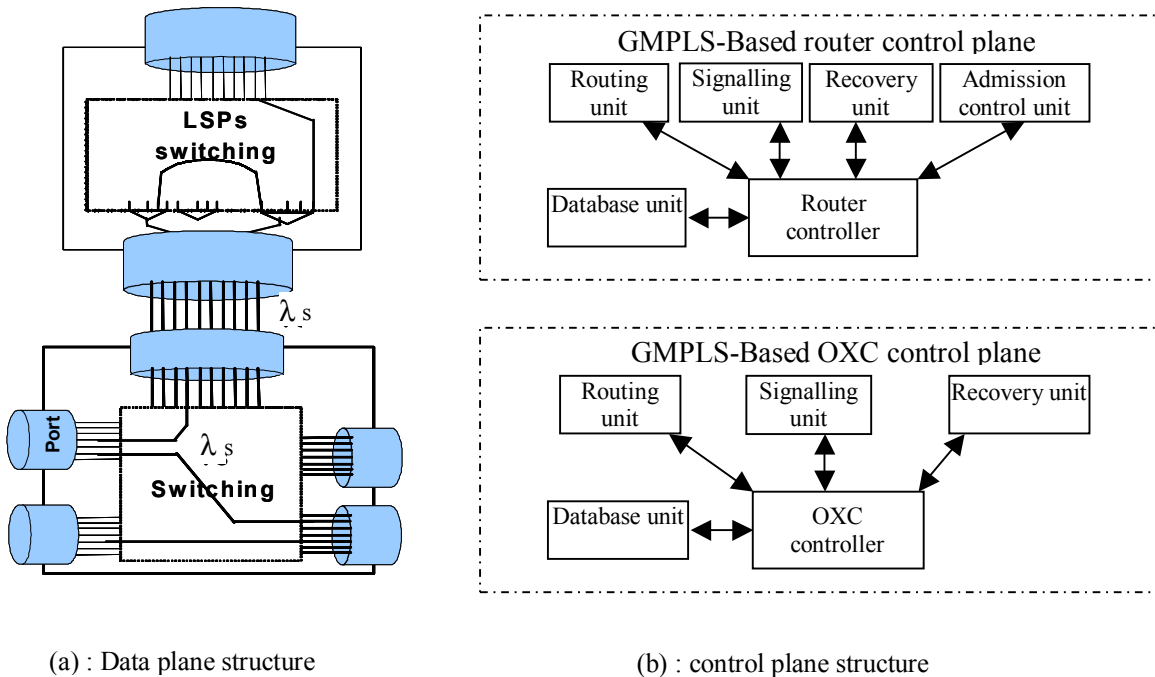 LSPs
switching
λ s
Port
λ s
Switching
(a) : Data plane structure
GMPLS-Based router control plane
Routing
unit
Signalling
unit
Recovery unit
Admission
control unit
Database unit
Router
controller
GMPLS-Based OXC control plane
Routing
unit
Signalling
unit
Recovery unit
Database unit
OXC
controller
(b) : control plane structure